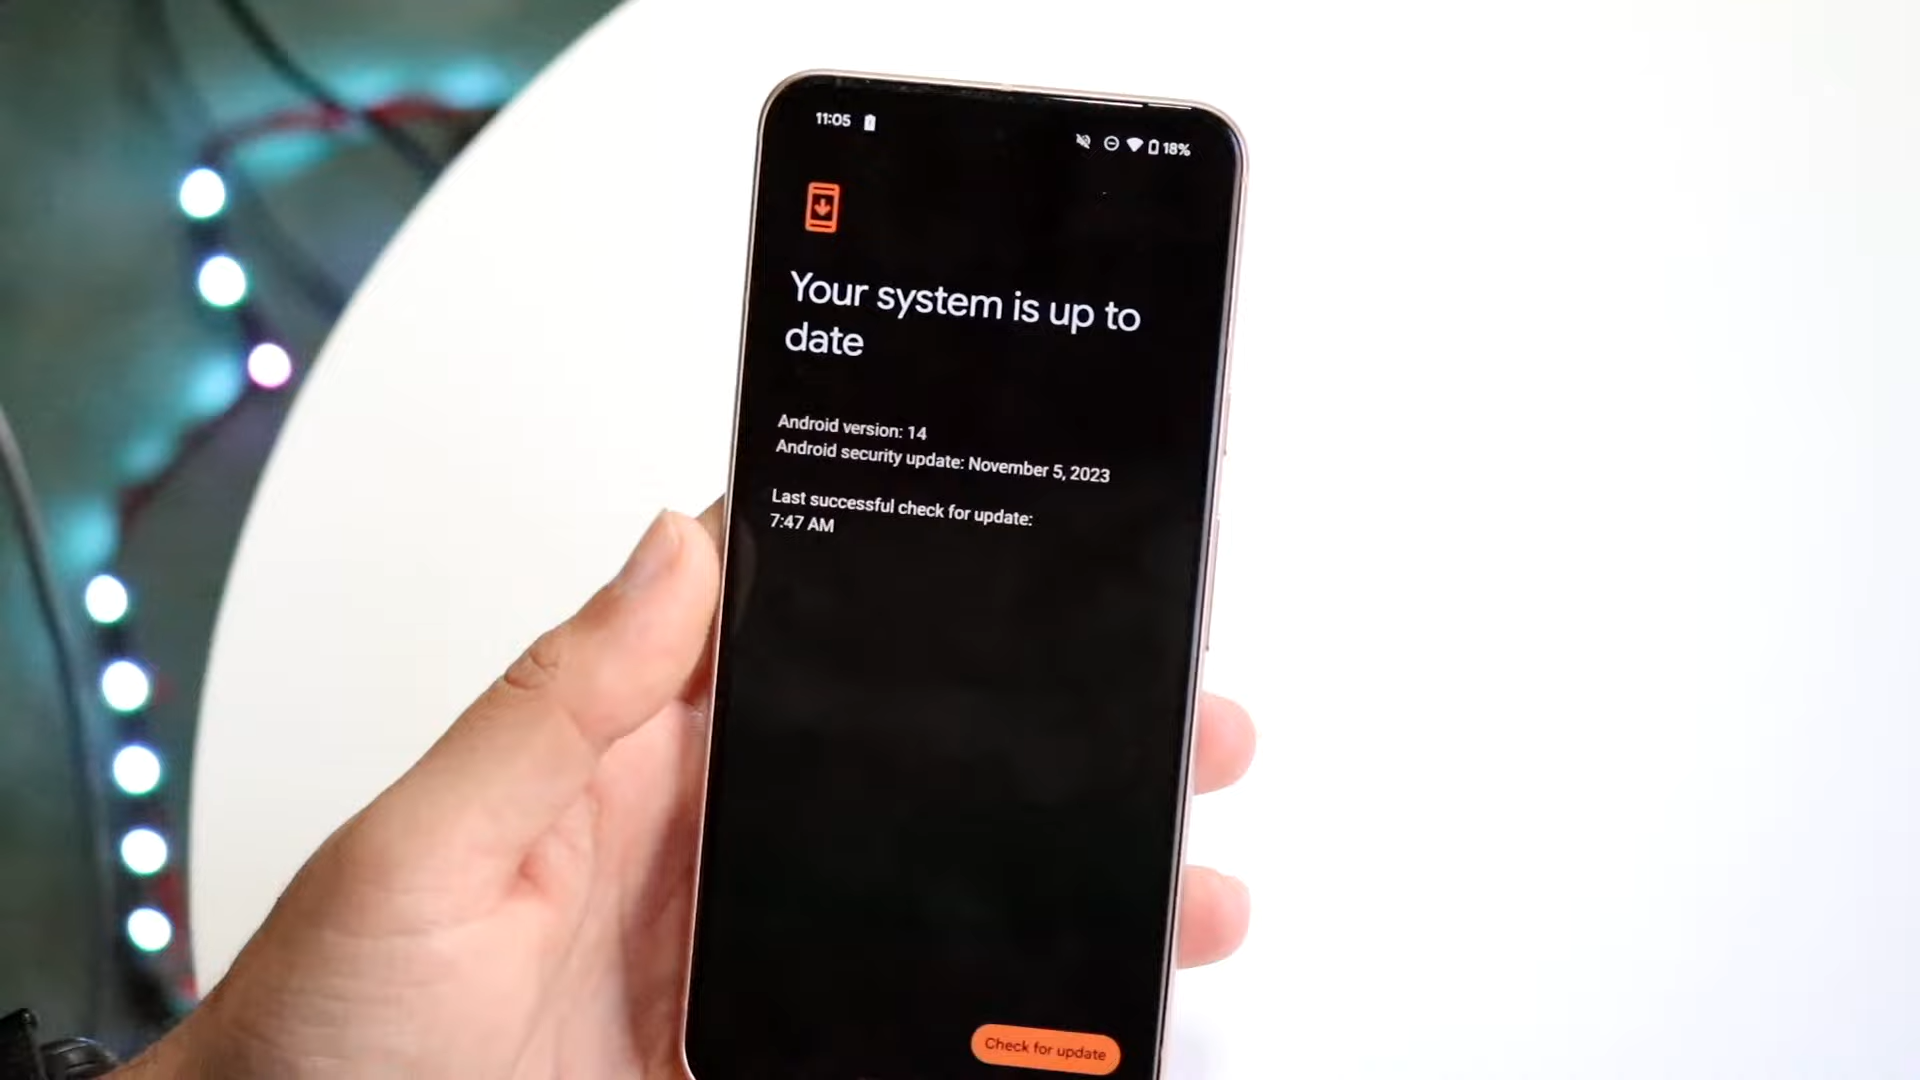 11:05 18%
Your system is up to
date
Android version: 14
Android security update: November 5, 2023
Last successful check for update:
7:47 AM
Check for update